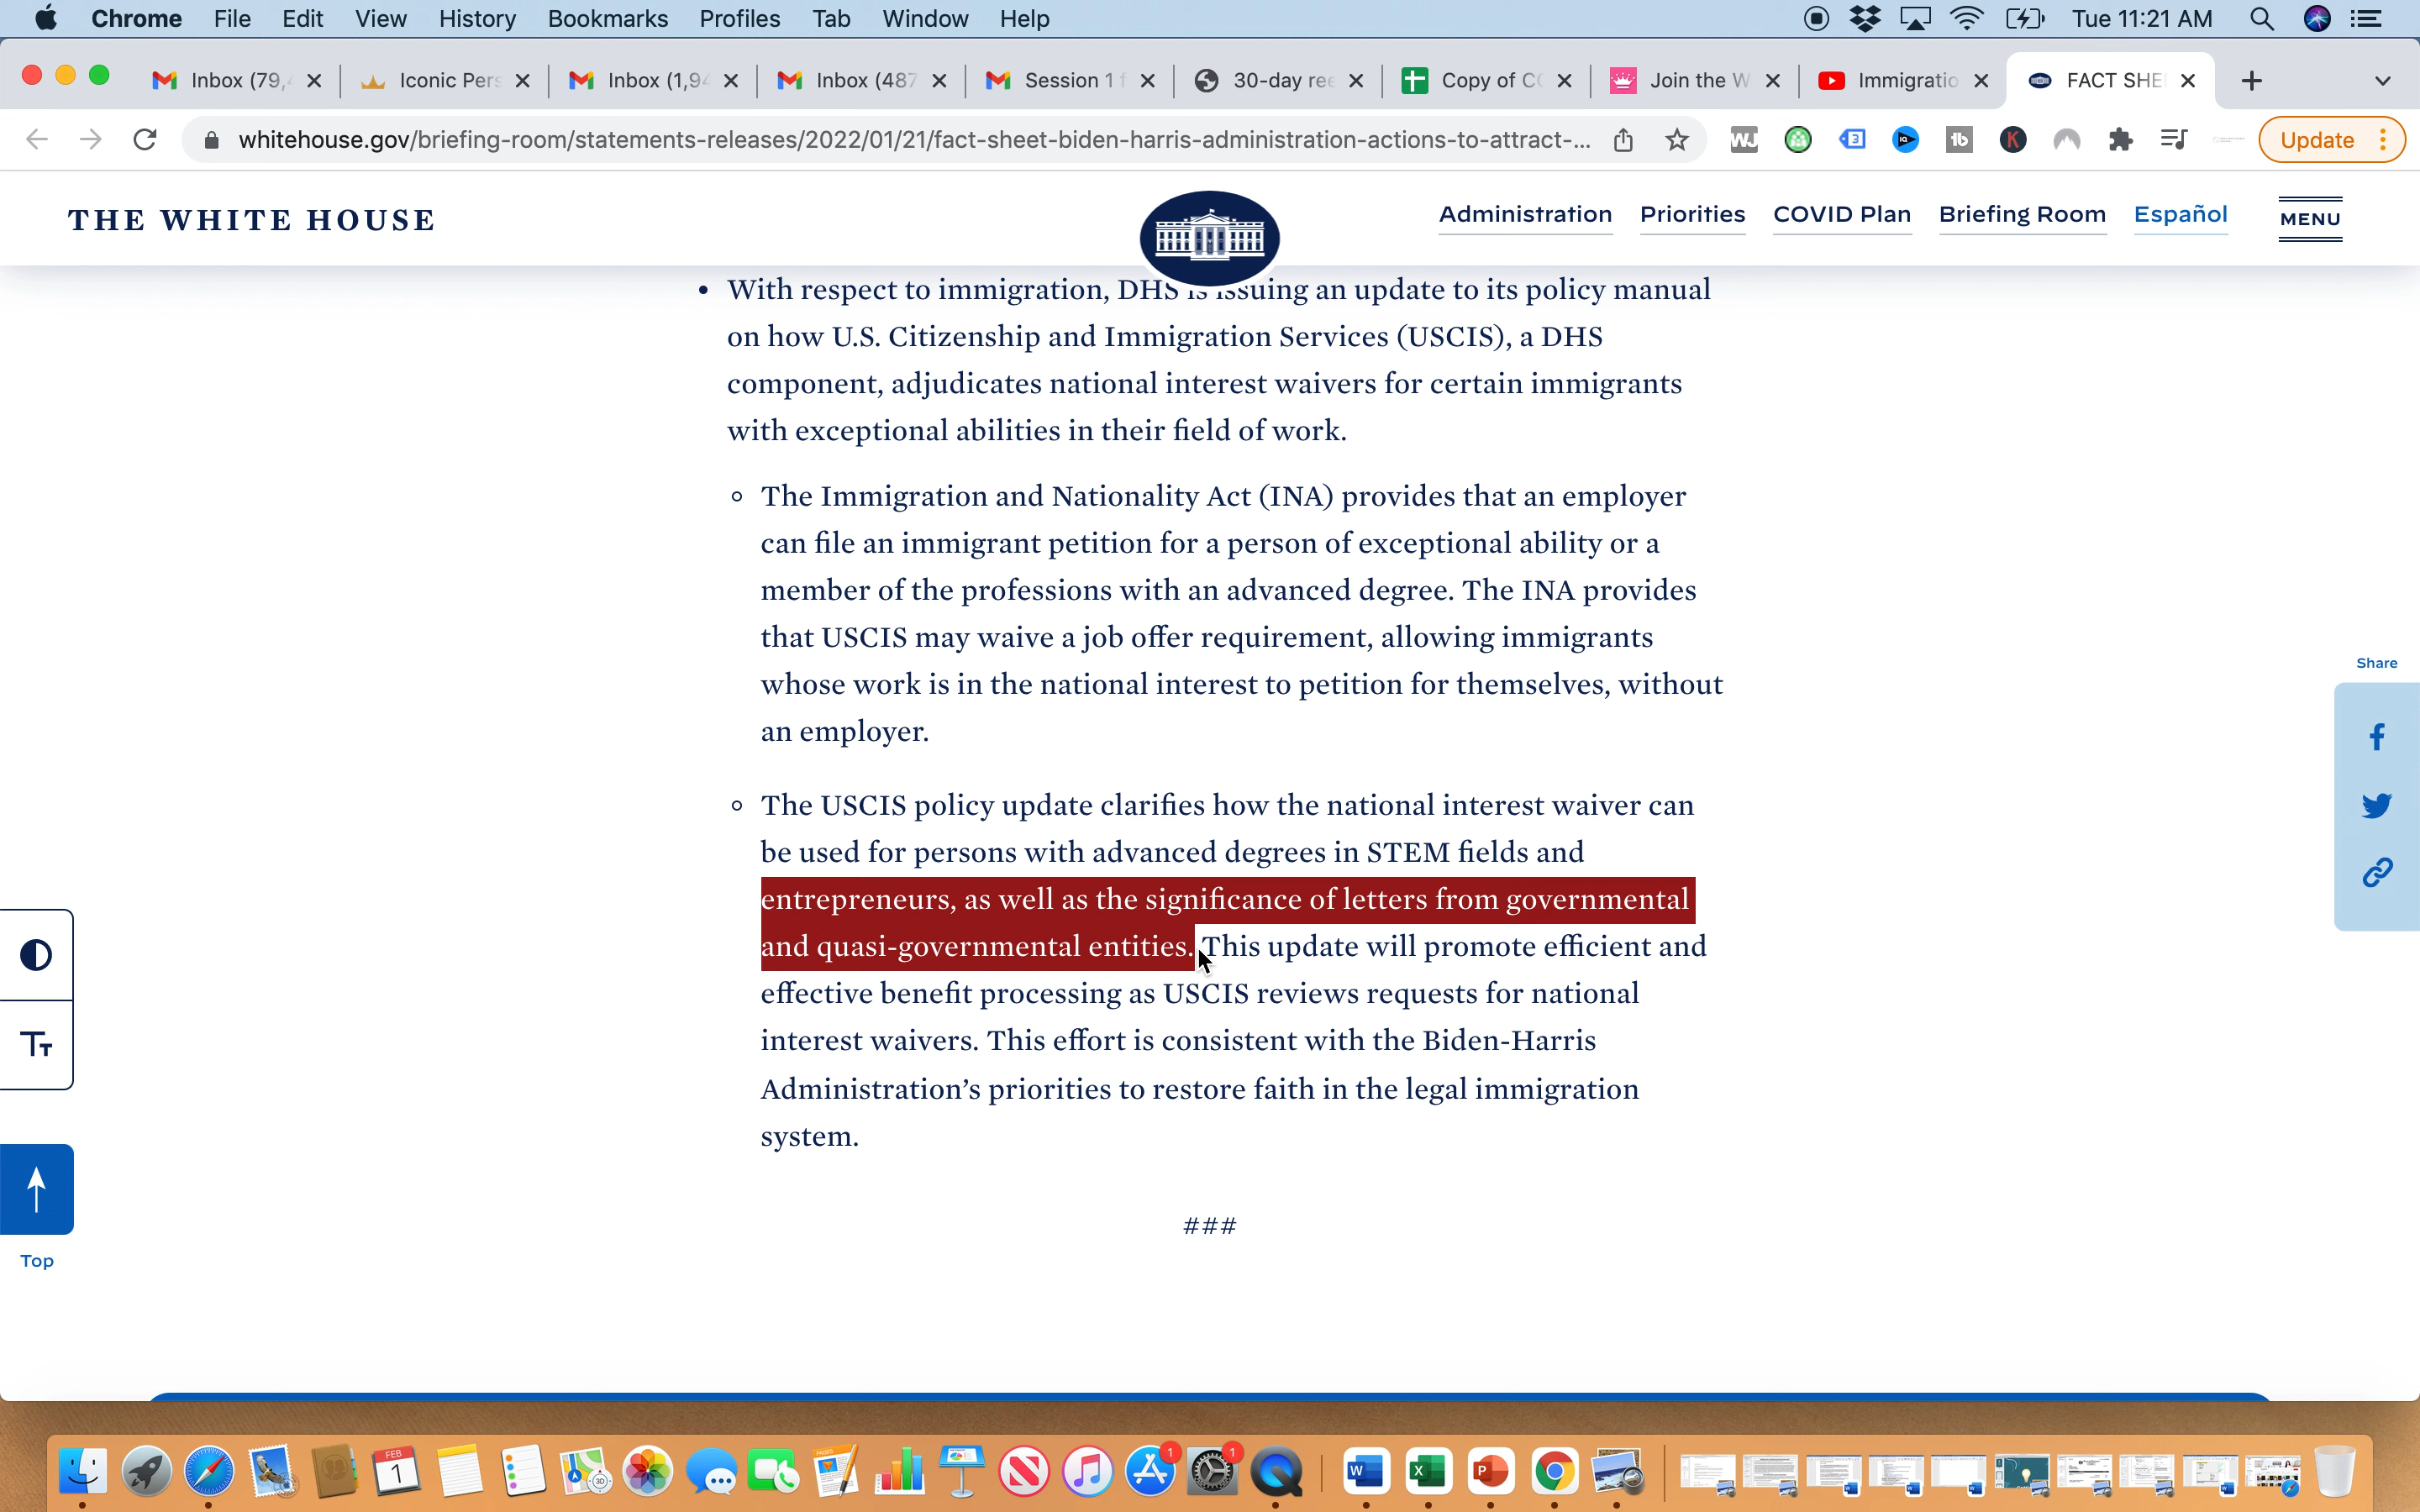 Chrome File Edit View History Bookmarks Profiles Tab Window Help Tue 11:21 AM
Inbox (79, Iconic Pers Inbox (1,94 Inbox (487 Session 1 f 30-day ree Copy of CC Join the W Immigratio FACT SHE
whitehouse.gov/briefing-room/statements-releases/2022/01/21/fact-sheet-biden-harris-administration-actions-to-attract-... Update
THE WHITE HOUSE Administration Priorities COVID Plan Briefing Room Español MENU
• With respect to immigration, DHS is issuing an update to its policy manual
on how U.S. Citizenship and Immigration Services (USCIS), a DHS
component, adjudicates national interest waivers for certain immigrants
with exceptional abilities in their field of work.
The Immigration and Nationality Act (INA) provides that an employer
can file an immigrant petition for a person of exceptional ability or a
member of the professions with an advanced degree. The INA provides
that USCIS may waive a job offer requirement, allowing immigrants
whose work is in the national interest to petition for themselves, without
an employer.
The USCIS policy update clarifies how the national interest waiver can
be used for persons with advanced degrees in STEM fields and
entrepreneurs, as well as the significance of letters from governmental
and quasi-governmental entities. This update will promote efficient and
effective benefit processing as USCIS reviews requests for national
interest waivers. This effort is consistent with the Biden-Harris
Administration's priorities to restore faith in the legal immigration
system.
###
Share
Tт
Top
FEB
1
PAGES
1
1